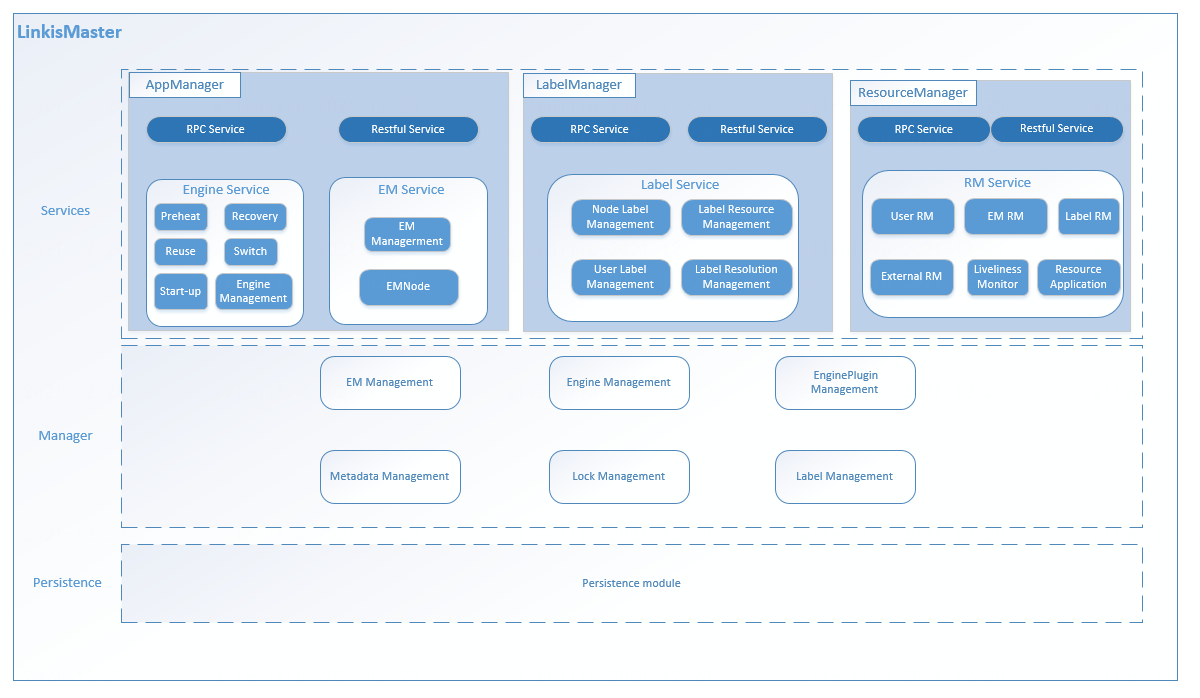 LinkisMaster
Services
AppManager
RPC Service
Restful Service
Engine Service
Preheat
Recovery
Reuse
Switch
Start-up
Engine
Management
EM Service
EM
Managerment
EMNode
LabelManager
RPC Service
Restful Service
Label Service
Node Label
Management
Label Resource
Management
User Label
Management
Label Resolution
Management
ResourceManager
RPC Service
Restful Service
RM Service
User RM
EM RM
Label RM
External RM
Liveliness
Monitor
Resource
Application
Manager
EM Management
Engine Management
EnginePlugin
Management
Metadata Management
Lock Management
Label Management
Persistence
Persistence module